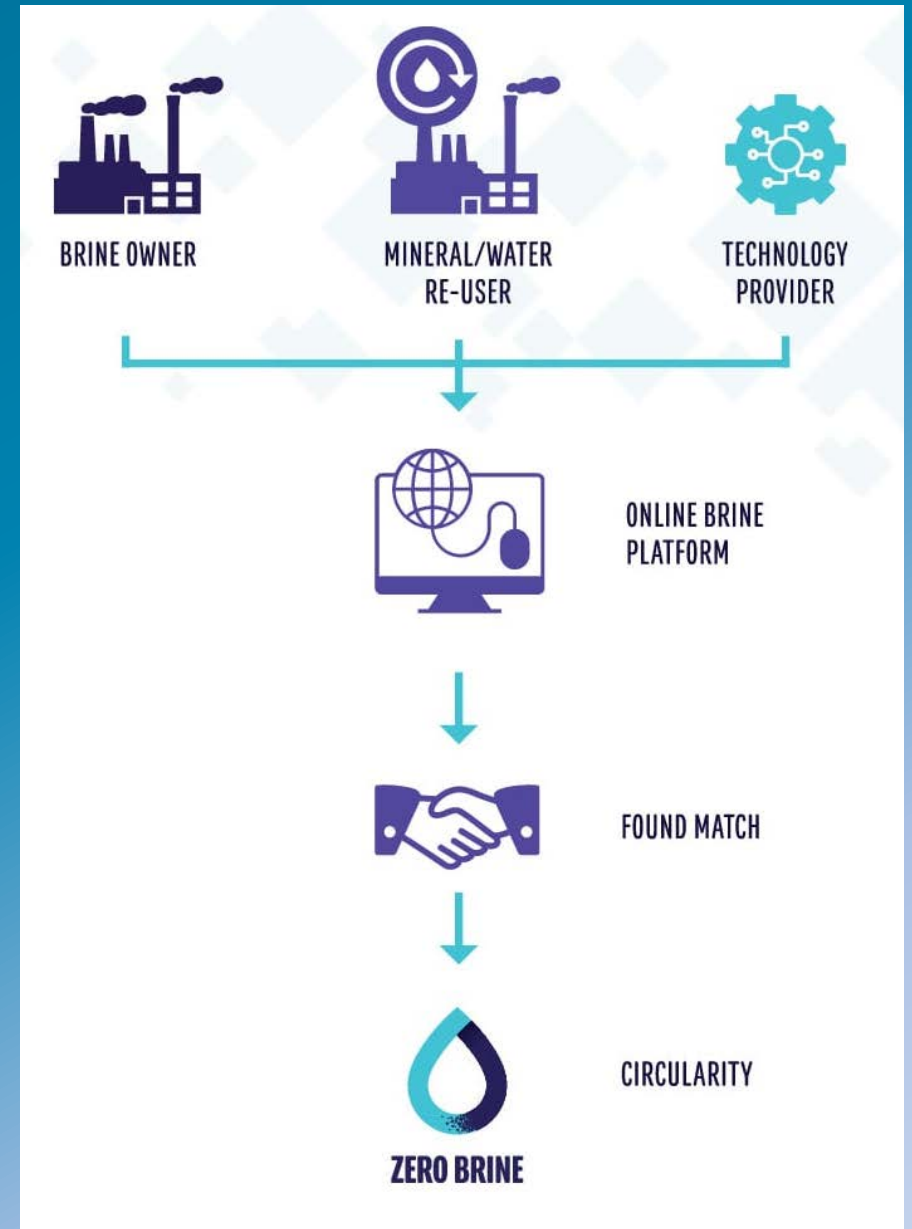 BRINE OWNER
MINERAL/WATER
RE-USER
TECHNOLOGY
PROVIDER
ONLINE BRINE
PLATFORM
FOUND MATCH
CIRCULARITY
ZERO BRINE